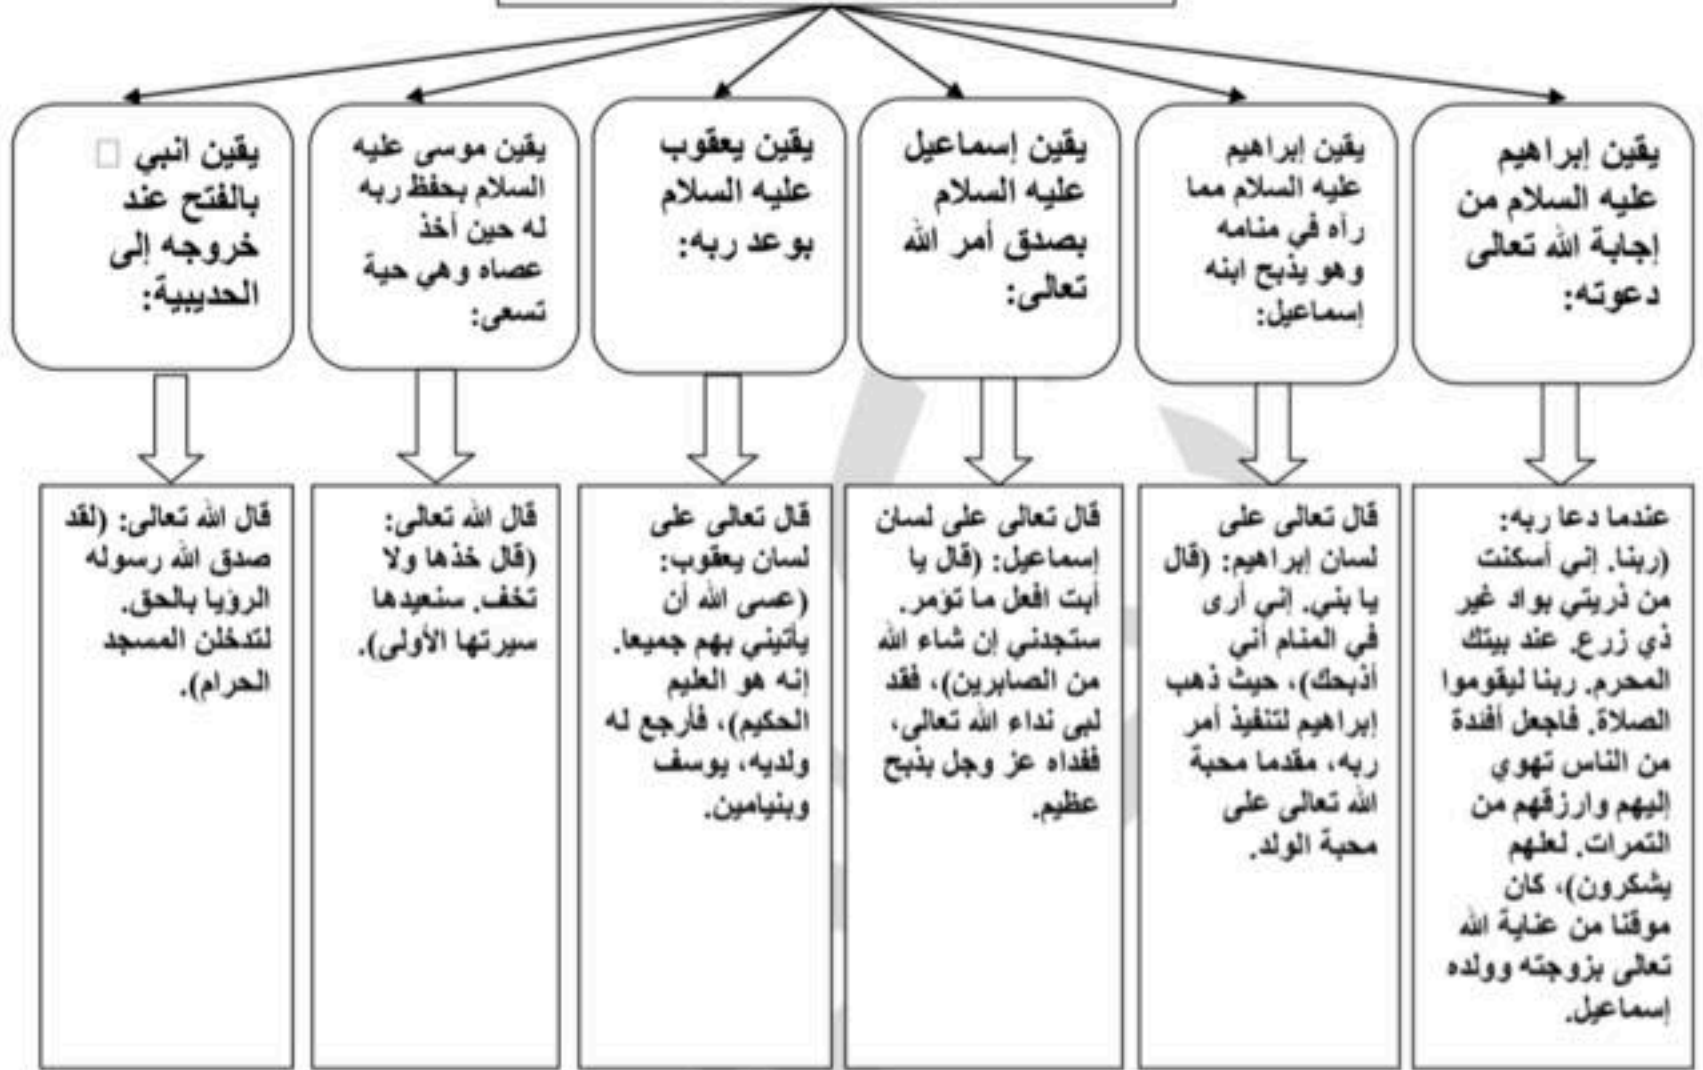 يقين إبراهيم
عليه السلام من
إجابة الله تعالى
دعوته:
يقين إبراهيم
عليه السلام مما
رآه في منامه
وهو يذبح ابنه
إسماعيل:
يقين إسماعيل
عليه السلام
بصدق أمر الله
تعالى:
يقين يعقوب
عليه السلام
بوعد ربه:
يقين موسى عليه
السلام بحفظ ربه
له حين أخذ
عصاه وهي حية
تسعى:
يقين انبي
بالفتح عند
خروجه إلى
الحديبية:
عندما دعا ربه:
(ربنا. إني أسكنت
من ذريتي بواد غير
ذي زرع. عند بيتك
المحرم. ربنا ليقوموا
الصلاة. فاجعل أفئدة
من الناس تهوي
إليهم وارزقهم من
الثمرات. لعلهم
يشكرون)، كان
موقنا من عناية الله
تعالى بزوجته وولده
إسماعيل.
قال تعالى على
لسان إبراهيم: (قال
يا بني. إني أرى
في المنام أني
أذبحك)، حيث ذهب
إبراهيم لتنفيذ أمر
ربه، مقدما محبة
الله تعالى على
محبة الولد.
قال تعالى على لسان
إسماعيل: (قال يا
أبت افعل ما تؤمر.
ستجدني إن شاء الله
من الصابرين)، فقد
لبى نداء الله تعالى،
ففداه عز وجل بذبح
عظيم.
قال تعالى على
لسان يعقوب:
(عسى الله أن
يأتيني بهم جميعا.
إنه هو العليم
الحكيم)، فأرجع له
ولديه، يوسف
وبنيامين.
قال الله تعالى:
(قال خذها ولا
تخف. سنعيدها
سيرتها الأولى).
قال الله تعالى: (لقد
صدق الله رسوله
الرؤيا بالحق.
لتدخلن المسجد
الحرام).